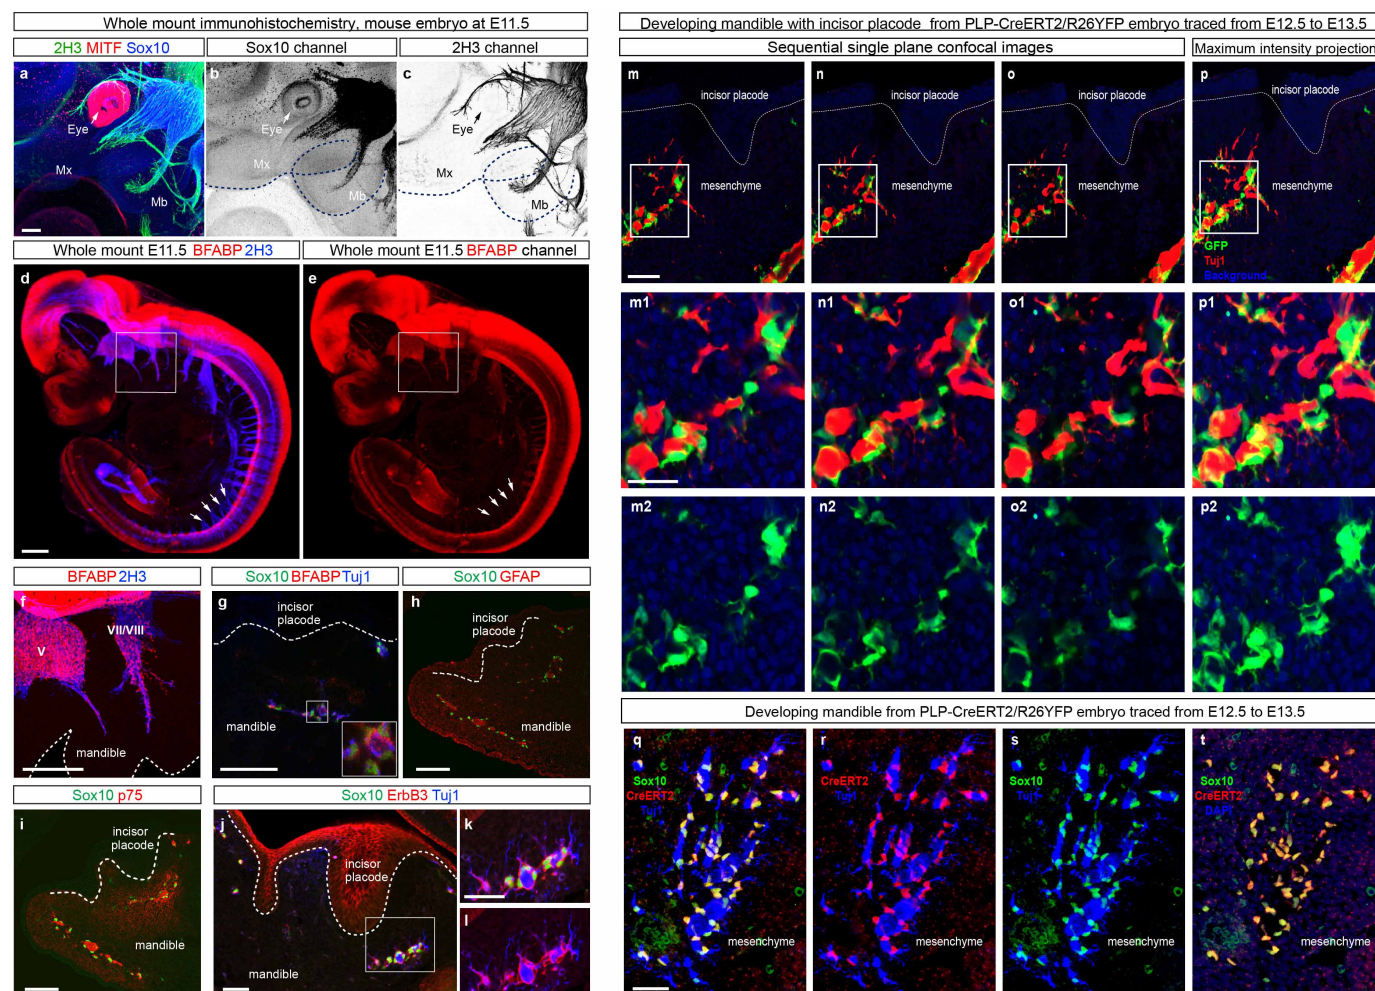 Whole mount immunohistochemistry, mouse embryo at E11.5
2H3 MITF Sox10
Sox10 channel
2H3 channel
a
Eye
Mx
Mb
b
Eye
Mx
Mb
c
Eye
Mx
Mb
Whole mount E11.5 BFABP 2H3
Whole mount E11.5 BFABP channel
d
e
BFABP 2H3
Sox10 BFABP Tuj1
Sox10 GFAP
f
VII/VIII
V
mandible
g
incisor
placode
mandible
h
incisor
placode
mandible
Sox10 p75
Sox10 ErbB3 Tuj1
i
incisor
placode
mandible
j
incisor
placode
mandible
k
l
Developing mandible with incisor placode from PLP-CreERT2/R26YFP embryo traced from E12.5 to E13.5
Sequential single plane confocal images
Maximum intensity projection
m
incisor placode
mesenchyme
n
incisor placode
mesenchyme
o
incisor placode
mesenchyme
p
incisor placode
mesenchyme
GFP
Tuj1
Background
m1
n1
o1
p1
m2
n2
o2
p2
Developing mandible from PLP-CreERT2/R26YFP embryo traced from E12.5 to E13.5
q
Sox10
CreERT2
Tuj1
mesenchyme
r
CreERT2
Tuj1
mesenchyme
s
Sox10
Tuj1
mesenchyme
t
Sox10
CreERT2
DAPI
mesenchyme